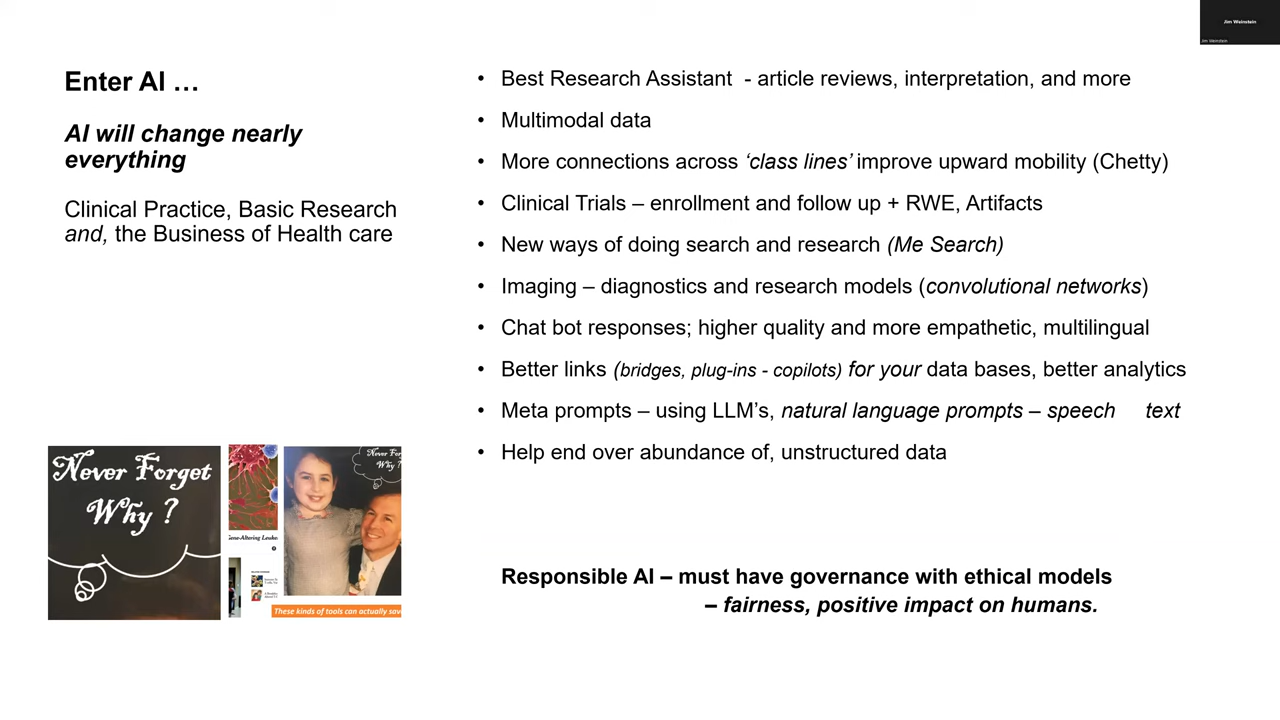 Jim Weinstein
Jim Weinstein
Enter AI …
AI will change nearly
everything
Clinical Practice, Basic Research
and, the Business of Health care
• Best Research Assistant - article reviews, interpretation, and more
• Multimodal data
• More connections across ‘class lines’ improve upward mobility (Chetty)
• Clinical Trials – enrollment and follow up + RWE, Artifacts
• New ways of doing search and research (Me Search)
• Imaging – diagnostics and research models (convolutional networks)
• Chat bot responses; higher quality and more empathetic, multilingual
• Better links (bridges, plug-ins - copilots) for your data bases, better analytics
• Meta prompts – using LLM’s, natural language prompts – speech text
• Help end over abundance of, unstructured data
Never Forget
Why ?
Gene-Altering
Never
Why ?
These kinds of tools can actually
Responsible AI – must have governance with ethical models
– fairness, positive impact on humans.